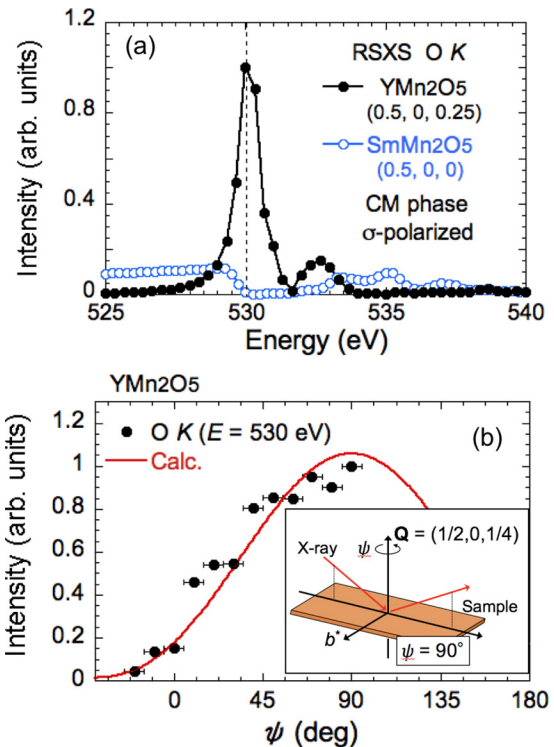 (a)
RSXS O K
YMn2O5
(0.5, 0, 0.25)
SmMn2O5
(0.5, 0, 0)
CM phase
σ-polarized
Intensity (arb. units)
1.2
0.8
0.4
0
525 530 535 540
Energy (eV)
YMn2O5
(b)
O K (E = 530 eV)
Calc.
Intensity (arb. units)
1.2
1
0.8
0.6
0.4
0.2
0
0 45 90 135 180
ψ (deg)
Q = (1/2,0,1/4)
ψ
X-ray
Sample
b*
ψ = 90°